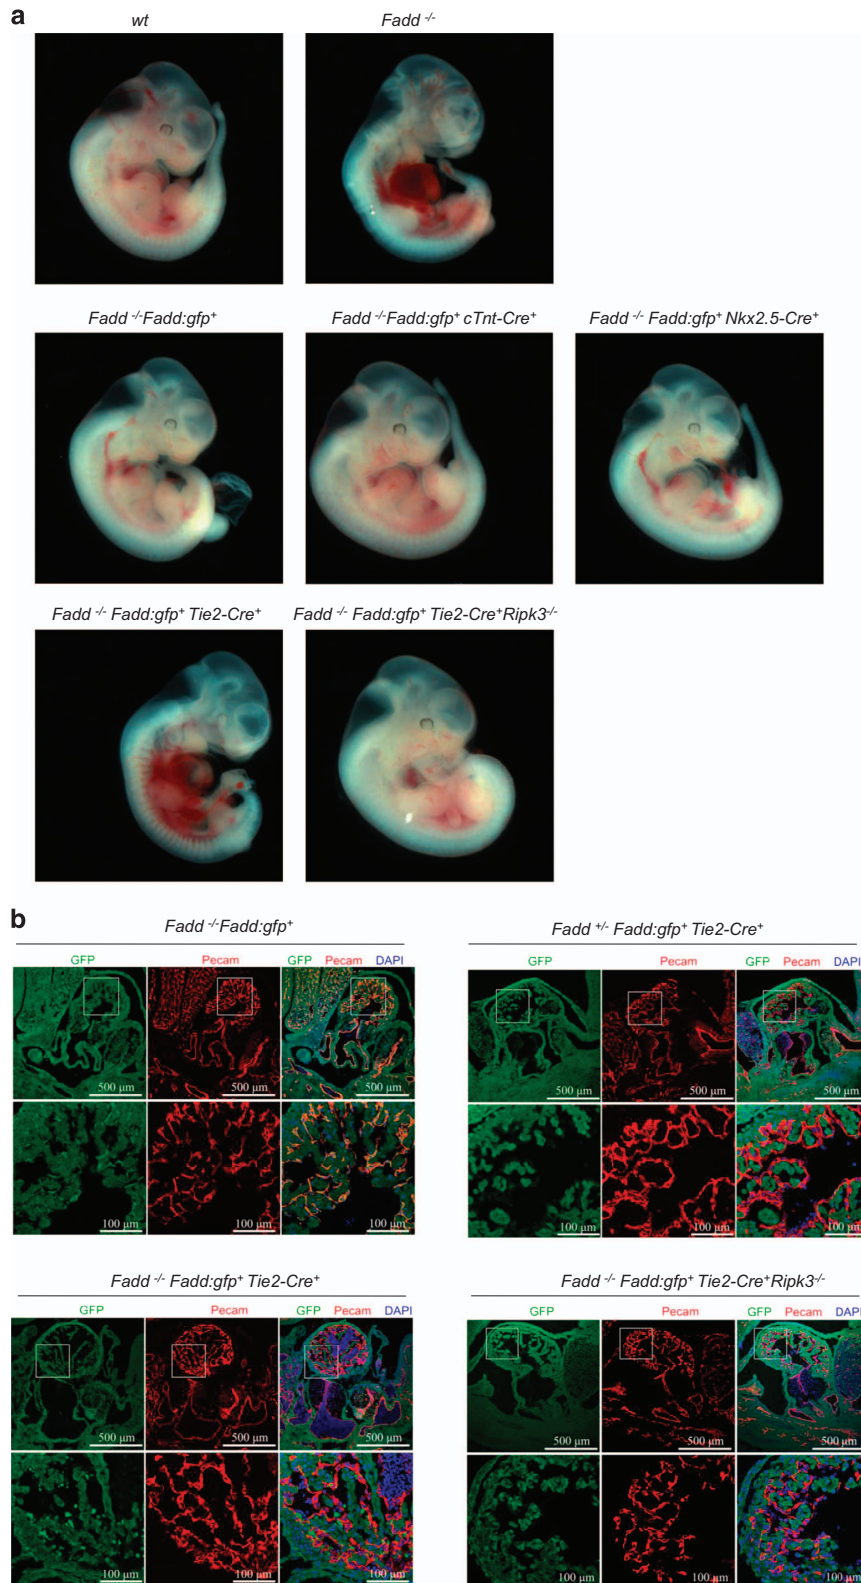 a
wt Fadd -/-
Fadd -/-Fadd:gfp+ Fadd -/-Fadd:gfp+ cTnt-Cre+ Fadd -/- Fadd:gfp+ Nkx2.5-Cre+
Fadd -/- Fadd:gfp+ Tie2-Cre+ Fadd -/- Fadd:gfp+ Tie2-Cre+Ripk3-/-
b
Fadd -/-Fadd:gfp+
GFP Pecam GFP Pecam DAPI
500 µm 500 µm 500 µm
100 µm 100 µm 100 µm
Fadd +/- Fadd:gfp+ Tie2-Cre+
GFP Pecam GFP Pecam DAPI
500 µm 500 µm 500 µm
100 µm 100 µm 100 µm
Fadd -/- Fadd:gfp+ Tie2-Cre+
GFP Pecam GFP Pecam DAPI
500 µm 500 µm 500 µm
100 µm 100 µm 100 µm
Fadd -/- Fadd:gfp+ Tie2-Cre+Ripk3-/-
GFP Pecam GFP Pecam DAPI
500 µm 500 µm 500 µm
100 µm 100 µm 100 µm